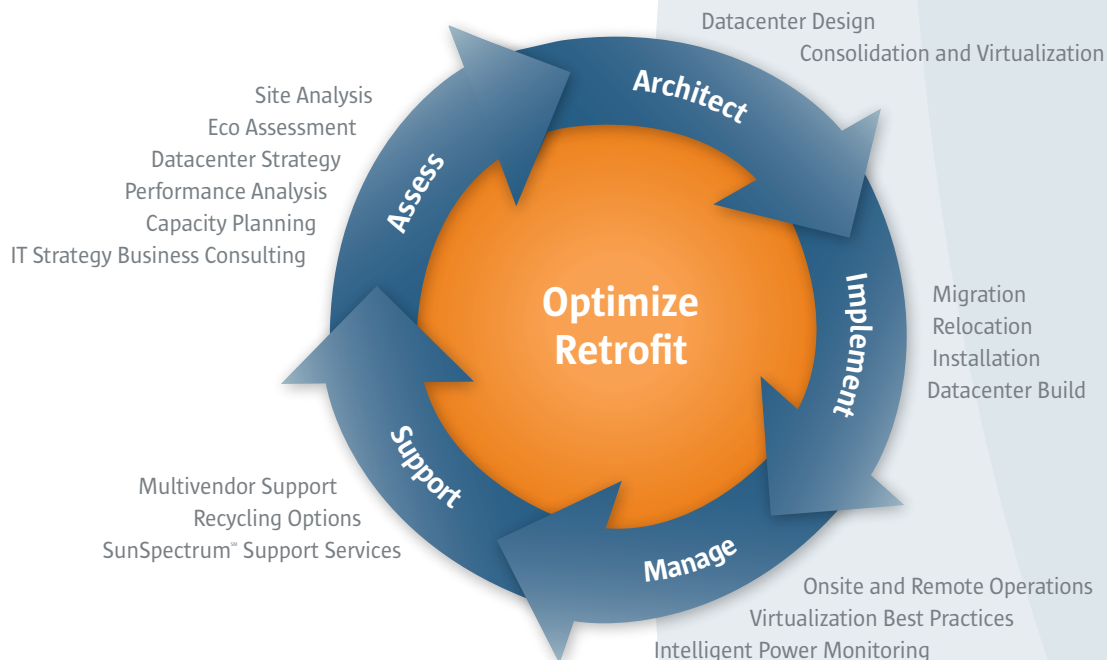 Datacenter Design
Consolidation and Virtualization
Architect
Site Analysis
Eco Assessment
Datacenter Strategy
Performance Analysis
Capacity Planning
IT Strategy Business Consulting
Assess
Optimize
Retrofit
Implement
Migration
Relocation
Installation
Datacenter Build
Support
Multivendor Support
Recycling Options
SunSpectrum℠ Support Services
Manage
Onsite and Remote Operations
Virtualization Best Practices
Intelligent Power Monitoring